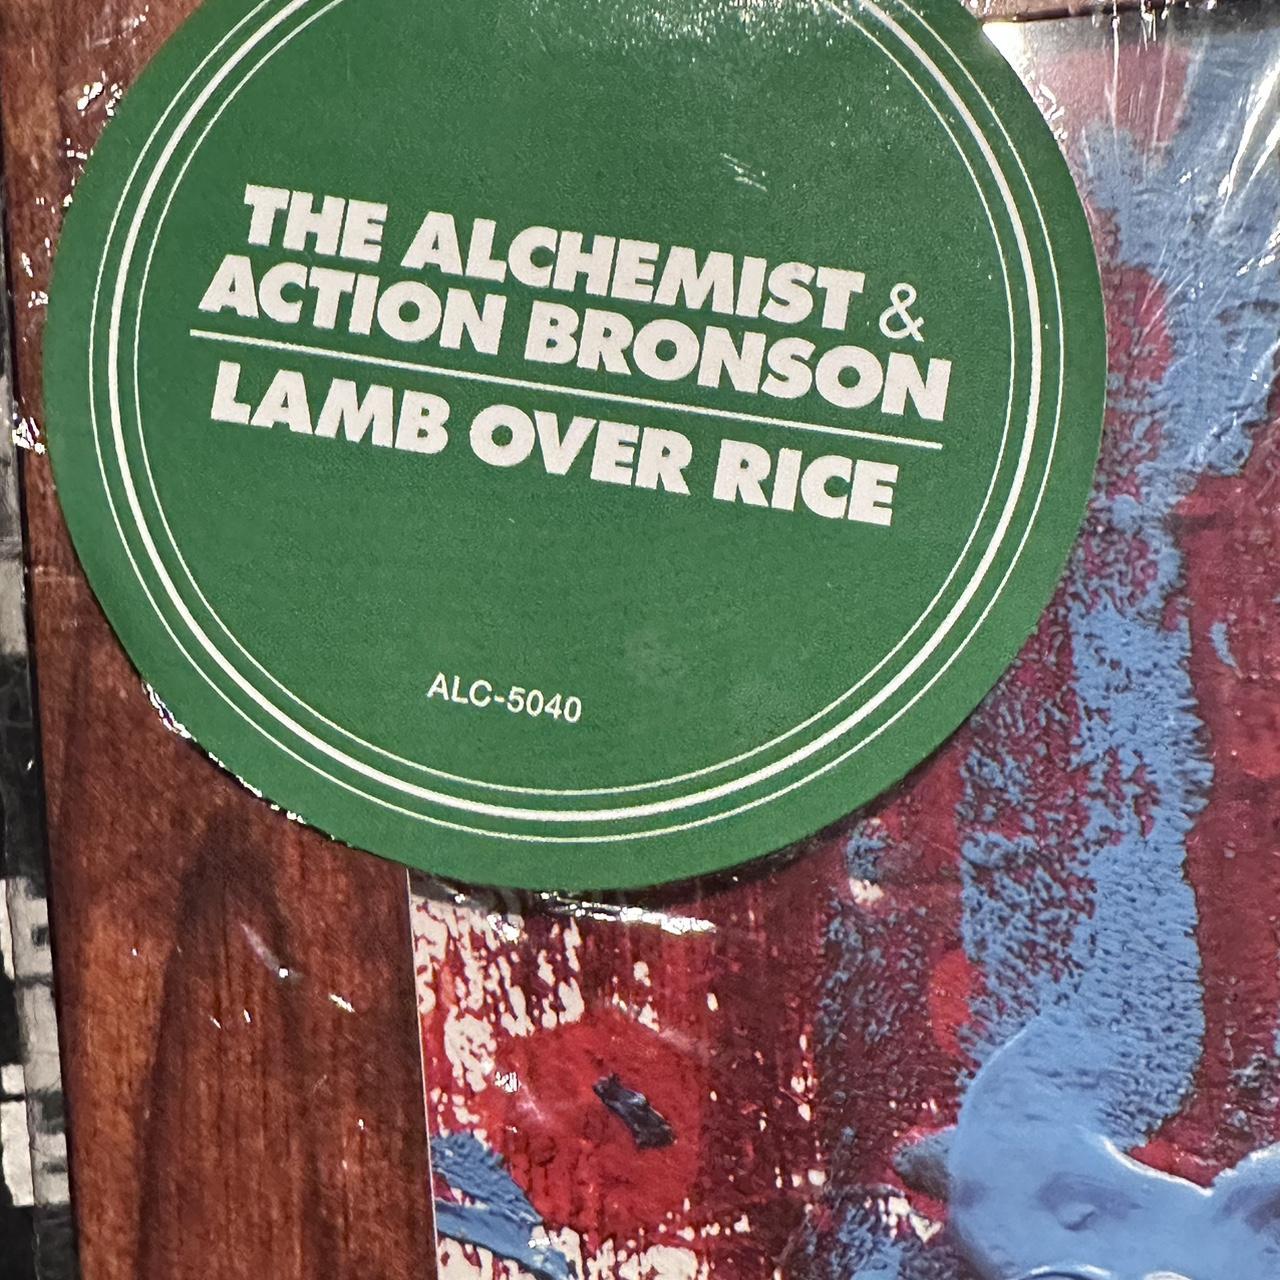 THE ALCHEMIST &
ACTION BRONSON
LAMB OVER RICE
ALC-5040